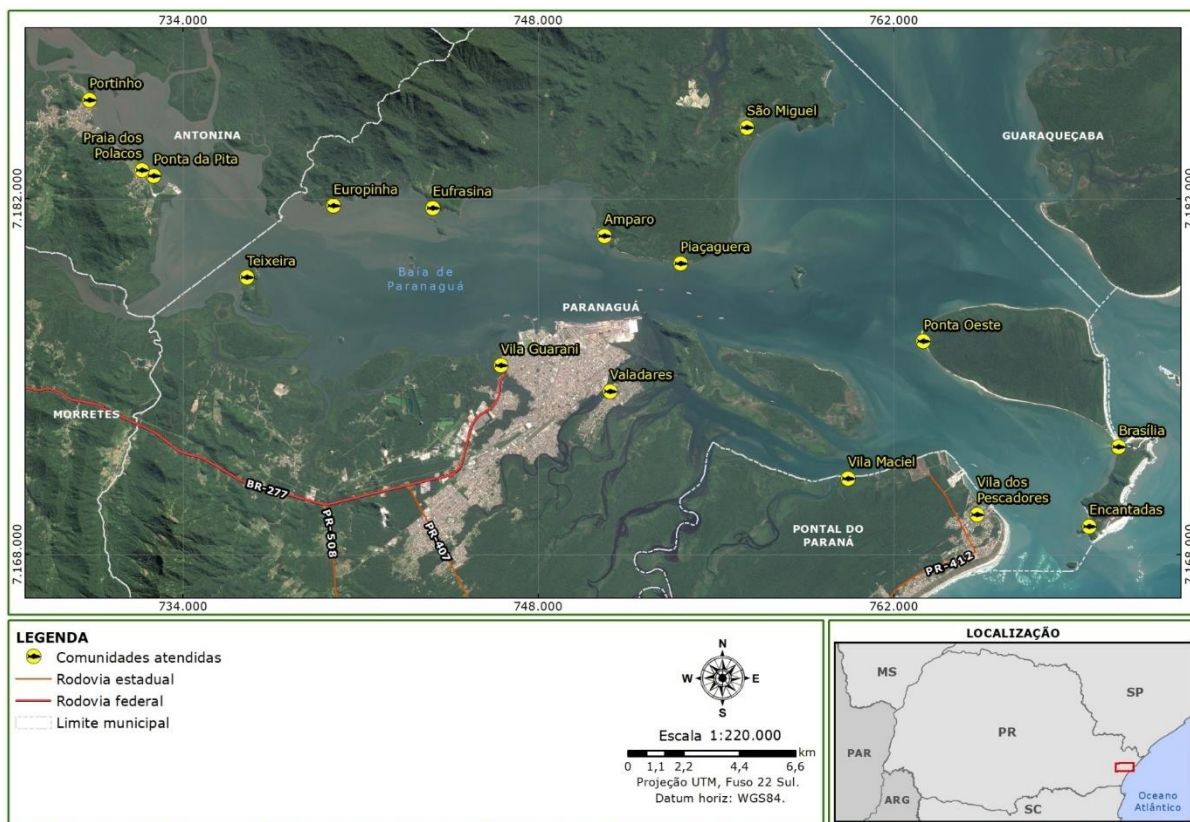 734.000
748.000
762.000
Portinho
São Miguel
ANTONINA
GUARAQUEÇABA
Praia dos
Polacos
Ponta da Pita
7.182.000
7.182.000
Europinha
Eufrasina
Amparo
Piaçaguera
Teixeira
Baía de
Paranaguá
PARANAGUÁ
Ponta Oeste
Vila Guarani
Valadares
MORRETES
Brasília
BR-277
Vila Maciel
Vila dos
Pescadores
Encantadas
PR-508
PR-407
PONTAL DO
PARANÁ
PR-412
7.168.000
7.168.000
734.000
748.000
762.000
LEGENDA
Comunidades atendidas
Rodovia estadual
Rodovia federal
Limite municipal
N
W
E
S
Escala 1:220.000
km
0 1,1 2,2 4,4 6,6
Projeção UTM, Fuso 22 Sul.
Datum horiz: WGS84.
LOCALIZAÇÃO
MS
SP
PR
PAR
ARG
SC
Oceano
Atlântico